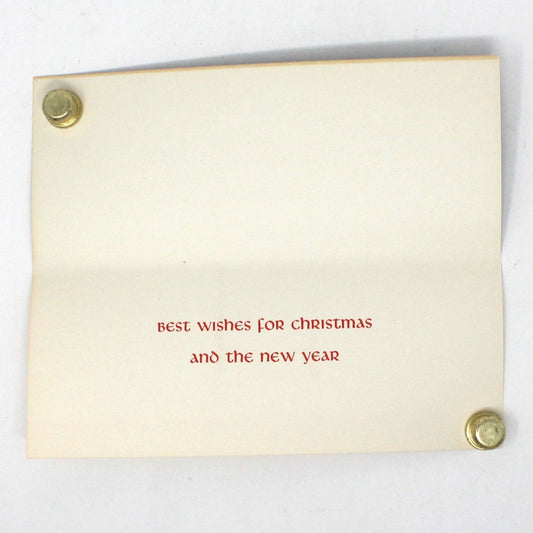 Best wishes for christmas
and the new year